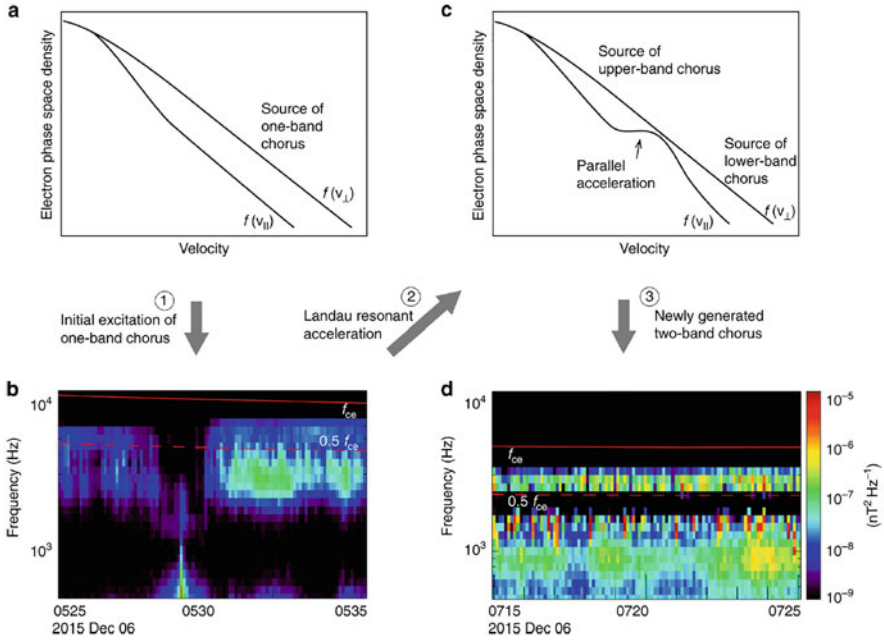 a
Electron phase space density
Source of
one-band
chorus
f(v⊥)
f(v||)
Velocity
c
Electron phase space density
Source of
upper-band chorus
Source of
lower-band
chorus
Parallel
acceleration
f(v||)
f(v⊥)
Velocity
1
Initial excitation of
one-band chorus
2
Landau resonant
acceleration
3
Newly generated
two-band chorus
b
Frequency (Hz)
10⁴
10³
fce
0.5 fce
0525
0530
0535
2015 Dec 06
d
Frequency (Hz)
10⁴
10³
fce
0.5 fce
0715
0720
0725
2015 Dec 06
10⁻⁵
10⁻⁶
10⁻⁷
10⁻⁸
10⁻⁹
(nT² Hz⁻¹)